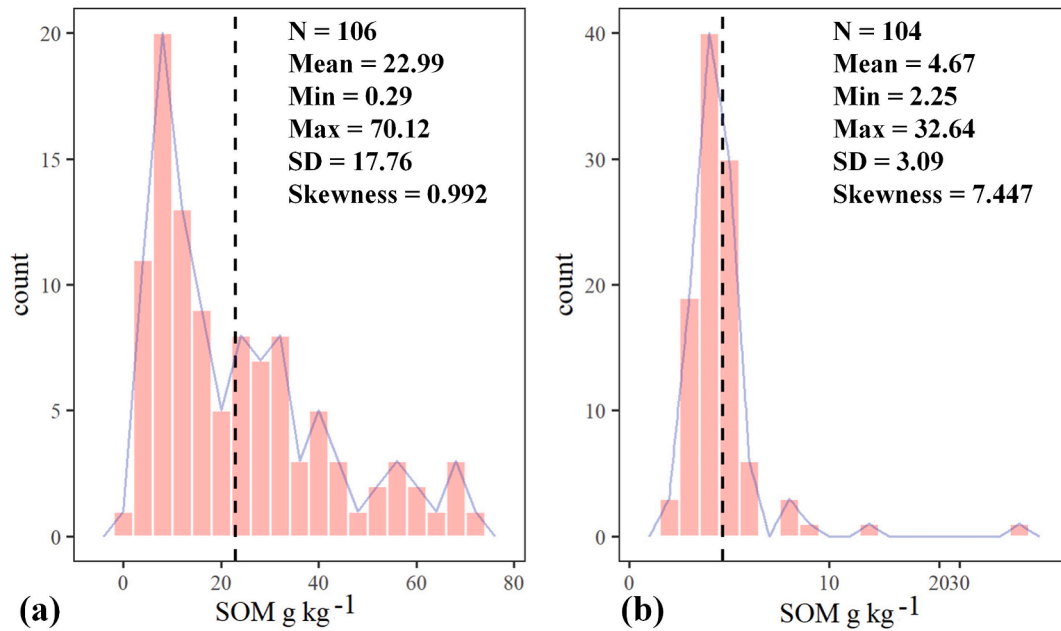 N = 106
Mean = 22.99
Min = 0.29
Max = 70.12
SD = 17.76
Skewness = 0.992
count
20
15
10
5
0
0 20 40 60 80
SOM g kg⁻¹
(a)
N = 104
Mean = 4.67
Min = 2.25
Max = 32.64
SD = 3.09
Skewness = 7.447
count
40
30
20
10
0
0 10 2030
SOM g kg⁻¹
(b)